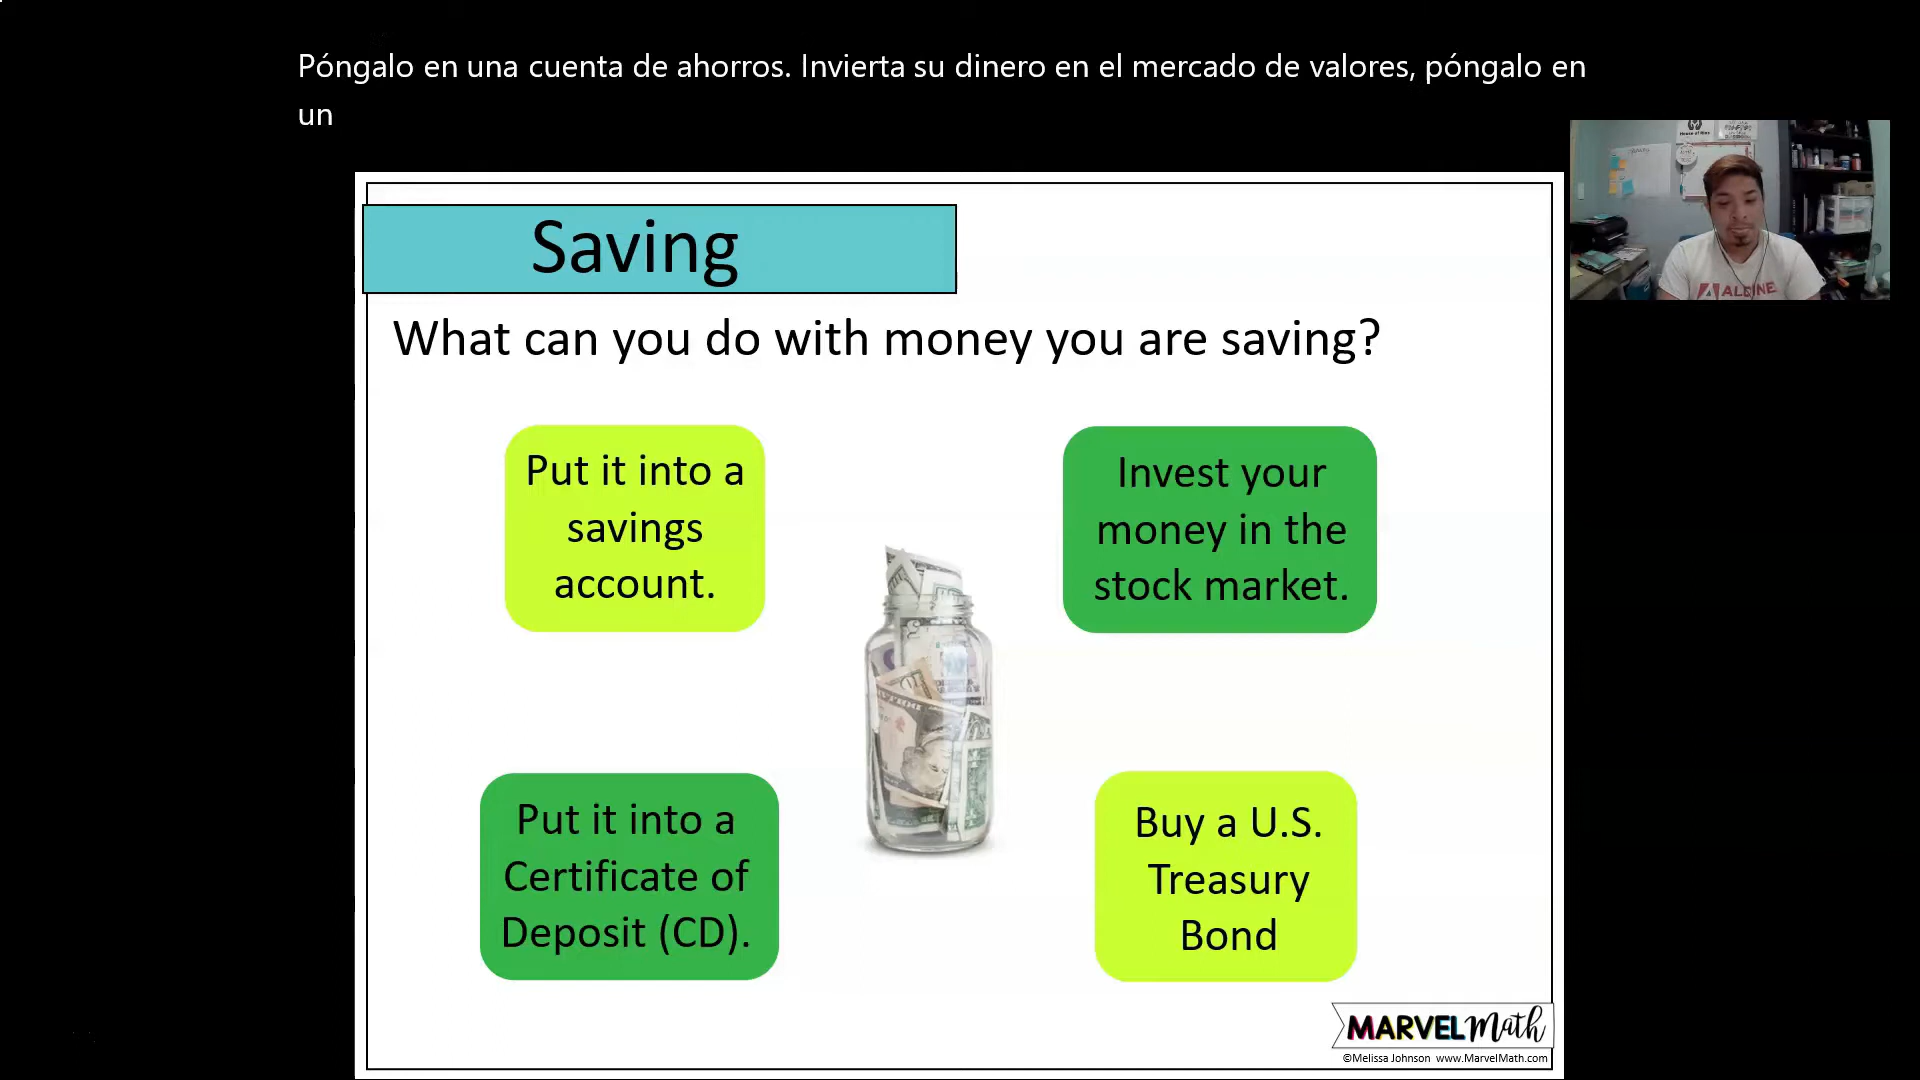 Póngalo en una cuenta de ahorros. Invierta su dinero en el mercado de valores, póngalo en
un
Saving
What can you do with money you are saving?
Put it into a
savings
account.
Invest your
money in the
stock market.
Put it into a
Certificate of
Deposit (CD).
Buy a U.S.
Treasury
Bond
MARVEL Math
©Melissa Johnson www.MarvelMath.com